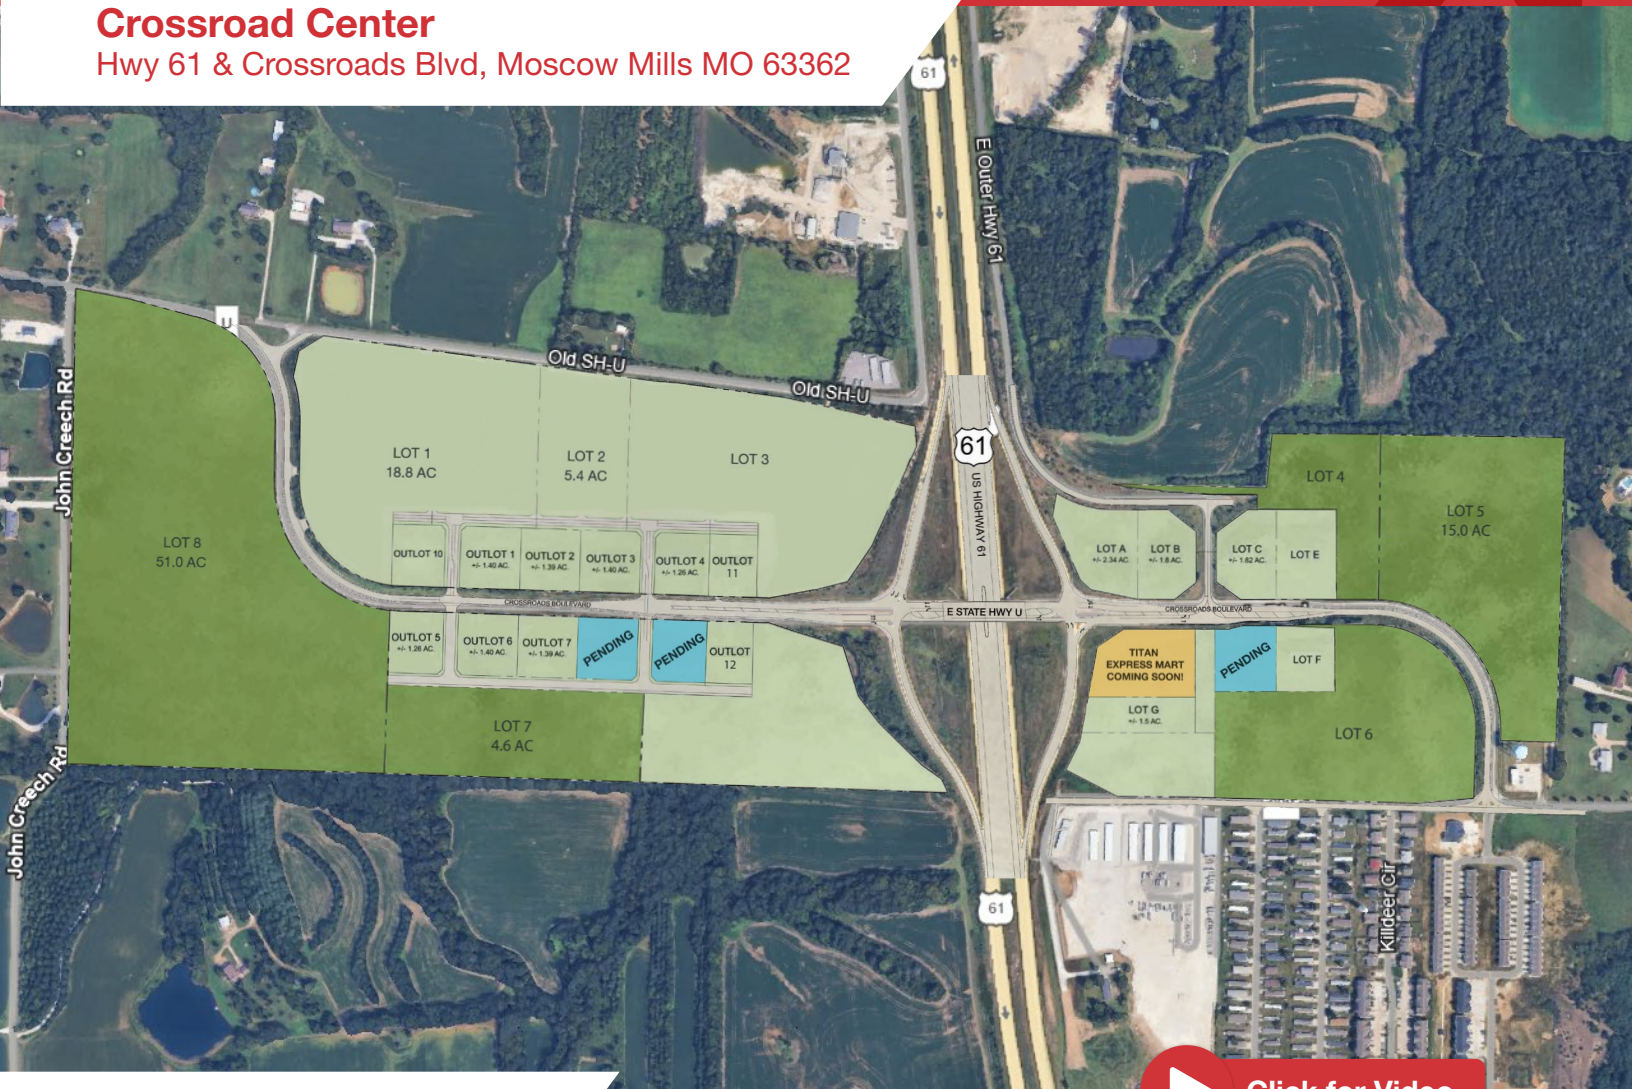 Crossroad Center
Hwy 61 & Crossroads Blvd, Moscow Mills MO 63362
61
E Outer Hwy 61
U
Old SH-U
Old SH-U
John Creech Rd
61
US HIGHWAY 61
LOT 1
18.8 AC
LOT 2
5.4 AC
LOT 3
LOT 4
LOT 5
15.0 AC
LOT 8
51.0 AC
OUTLOT 10
OUTLOT 1
+/- 1.40 AC.
OUTLOT 2
+/- 1.39 AC.
OUTLOT 3
+/- 1.40 AC.
OUTLOT 4
+/- 1.26 AC.
OUTLOT
11
LOT A
+/- 2.34 AC.
LOT B
+/- 1.8 AC.
LOT C
+/- 1.82 AC.
LOT E
CROSSROADS BOULEVARD
E STATE HWY U
CROSSROADS BOULEVARD
OUTLOT 5
+/- 1.26 AC.
OUTLOT 6
+/- 1.40 AC.
OUTLOT 7
+/- 1.39 AC.
PENDING
PENDING
OUTLOT
12
TITAN
EXPRESS MART
COMING SOON!
PENDING
LOT F
LOT G
+/- 1.5 AC.
LOT 7
4.6 AC
LOT 6
John Creech Rd
61
Killdeer Cir
Click for Video